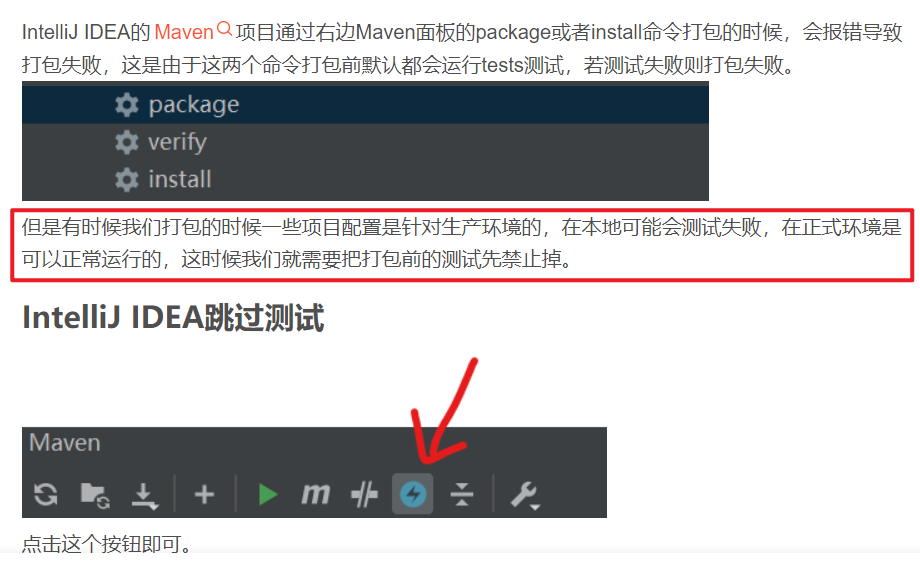 IntelliJ IDEA的 Maven 项目通过右边Maven面板的package或者install命令打包的时候，会报错导致
打包失败，这是由于这两个命令打包前默认都会运行tests测试，若测试失败则打包失败。
package
verify
install
但是有时候我们打包的时候一些项目配置是针对生产环境的，在本地可能会测试失败，在正式环境是
可以正常运行的，这时候我们就需要把打包前的测试先禁止掉。
IntelliJ IDEA跳过测试
Maven
m
点击这个按钮即可。